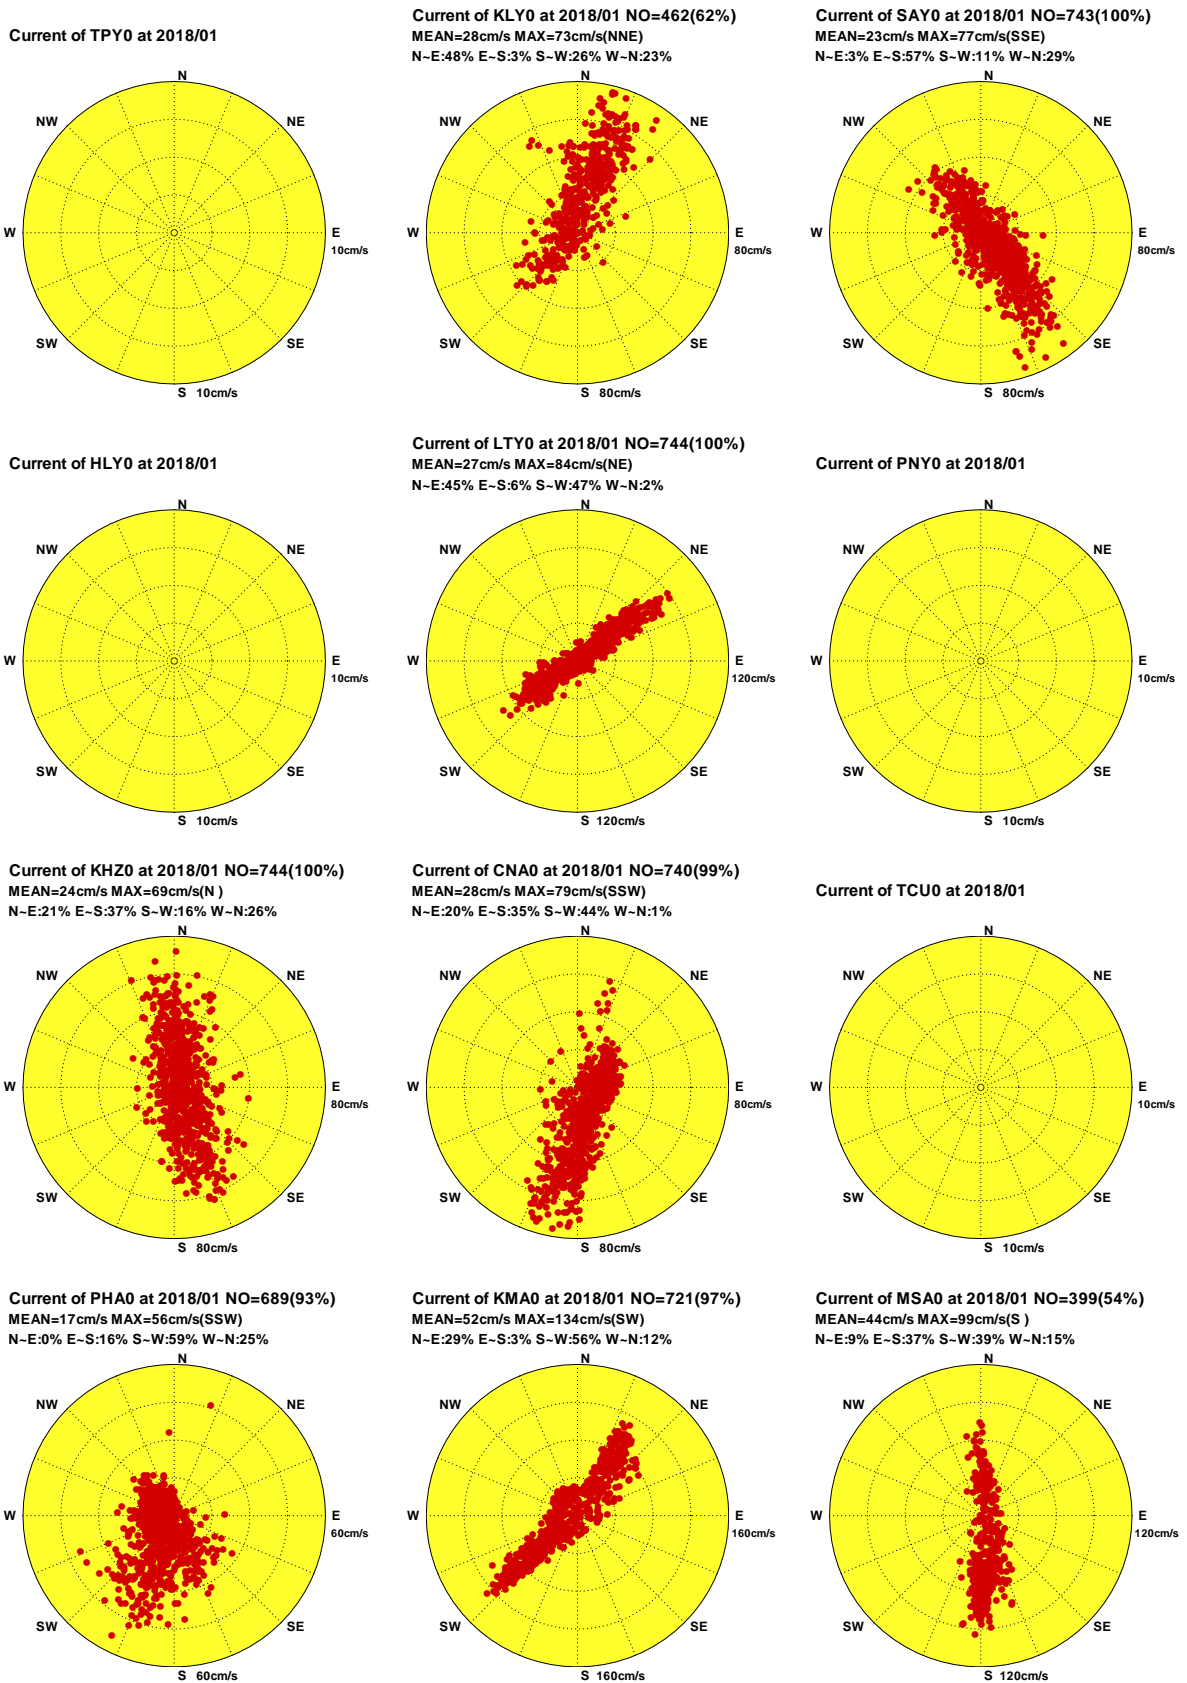 Current of TPY0 at 2018/01
N
NW
NE
W
E
10cm/s
SW
SE
S 10cm/s
Current of KLY0 at 2018/01 NO=462(62%)
MEAN=28cm/s MAX=73cm/s(NNE)
N~E:48% E~S:3% S~W:26% W~N:23%
N
NW
NE
W
E
80cm/s
SW
SE
S 80cm/s
Current of SAY0 at 2018/01 NO=743(100%)
MEAN=23cm/s MAX=77cm/s(SSE)
N~E:3% E~S:57% S~W:11% W~N:29%
N
NW
NE
W
E
80cm/s
SW
SE
S 80cm/s
Current of HLY0 at 2018/01
N
NW
NE
W
E
10cm/s
SW
SE
S 10cm/s
Current of LTY0 at 2018/01 NO=744(100%)
MEAN=27cm/s MAX=84cm/s(NE)
N~E:45% E~S:6% S~W:47% W~N:2%
N
NW
NE
W
E
120cm/s
SW
SE
S 120cm/s
Current of PNY0 at 2018/01
N
NW
NE
W
E
10cm/s
SW
SE
S 10cm/s
Current of KHZ0 at 2018/01 NO=744(100%)
MEAN=24cm/s MAX=69cm/s(N )
N~E:21% E~S:37% S~W:16% W~N:26%
N
NW
NE
W
E
80cm/s
SW
SE
S 80cm/s
Current of CNA0 at 2018/01 NO=740(99%)
MEAN=28cm/s MAX=79cm/s(SSW)
N~E:20% E~S:35% S~W:44% W~N:1%
N
NW
NE
W
E
80cm/s
SW
SE
S 80cm/s
Current of TCU0 at 2018/01
N
NW
NE
W
E
10cm/s
SW
SE
S 10cm/s
Current of PHA0 at 2018/01 NO=689(93%)
MEAN=17cm/s MAX=56cm/s(SSW)
N~E:0% E~S:16% S~W:59% W~N:25%
N
NW
NE
W
E
60cm/s
SW
SE
S 60cm/s
Current of KMA0 at 2018/01 NO=721(97%)
MEAN=52cm/s MAX=134cm/s(SW)
N~E:29% E~S:3% S~W:56% W~N:12%
N
NW
NE
W
E
160cm/s
SW
SE
S 160cm/s
Current of MSA0 at 2018/01 NO=399(54%)
MEAN=44cm/s MAX=99cm/s(S )
N~E:9% E~S:37% S~W:39% W~N:15%
N
NW
NE
W
E
120cm/s
SW
SE
S 120cm/s